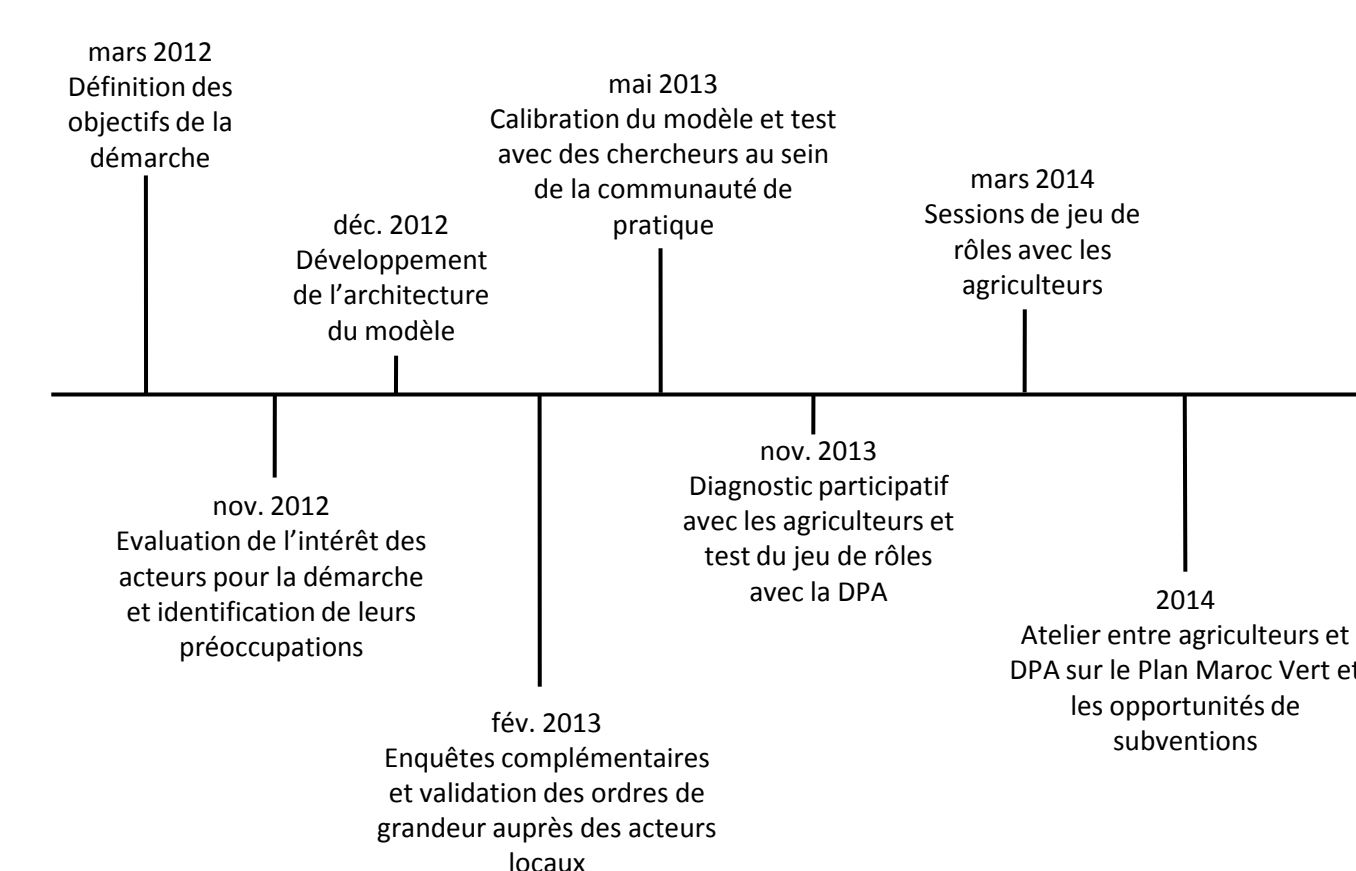 mars 2012
Définition des
objectifs de la
démarche
nov. 2012
Evaluation de l’intérêt des
acteurs pour la démarche
et identification de leurs
préoccupations
déc. 2012
Développement
de l’architecture
du modèle
fév. 2013
Enquêtes complémentaires
et validation des ordres de
grandeur auprès des acteurs
locaux
mai 2013
Calibration du modèle et test
avec des chercheurs au sein
de la communauté de
pratique
nov. 2013
Diagnostic participatif
avec les agriculteurs et
test du jeu de rôles
avec la DPA
mars 2014
Sessions de jeu de
rôles avec les
agriculteurs
2014
Atelier entre agriculteurs et
DPA sur le Plan Maroc Vert et
les opportunités de
subventions